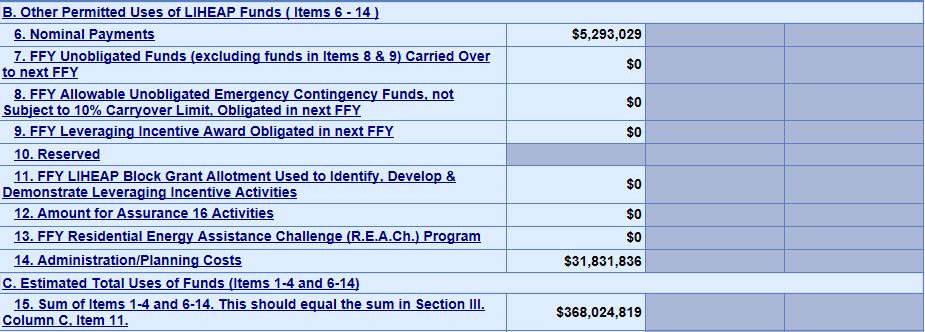 B. Other Permitted Uses of LIHEAP Funds ( Items 6 - 14 )
6. Nominal Payments $5,293,029
7. FFY Unobligated Funds (excluding funds in Items 8 & 9) Carried Over
to next FFY $0
8. FFY Allowable Unobligated Emergency Contingency Funds, not
Subject to 10% Carryover Limit, Obligated in next FFY $0
9. FFY Leveraging Incentive Award Obligated in next FFY $0
10. Reserved
11. FFY LIHEAP Block Grant Allotment Used to Identify, Develop &
Demonstrate Leveraging Incentive Activities $0
12. Amount for Assurance 16 Activities $0
13. FFY Residential Energy Assistance Challenge (R.E.A.Ch.) Program $0
14. Administration/Planning Costs $31,831,836
C. Estimated Total Uses of Funds (Items 1-4 and 6-14)
15. Sum of Items 1-4 and 6-14. This should equal the sum in Section III.
Column C, Item 11. $368,024,819